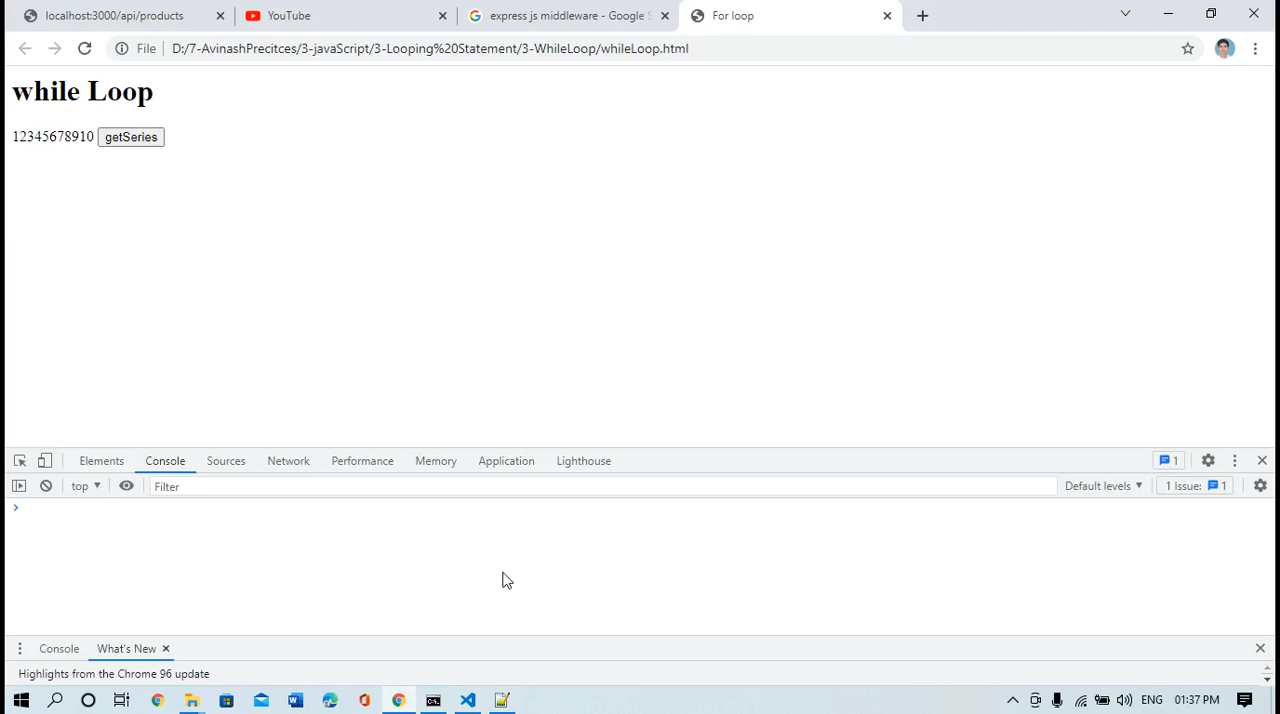 localhost:3000/api/products
YouTube
express js middleware - Google S
For loop
File D:/7-AvinashPrecitces/3-javaScript/3-Looping%20Statement/3-WhileLoop/whileLoop.html
while Loop
12345678910 getSeries
Elements Console Sources Network Performance Memory Application Lighthouse 1
top Filter Default levels 1 Issue: 1
Console What's New
Highlights from the Chrome 96 update
ENG 01:37 PM